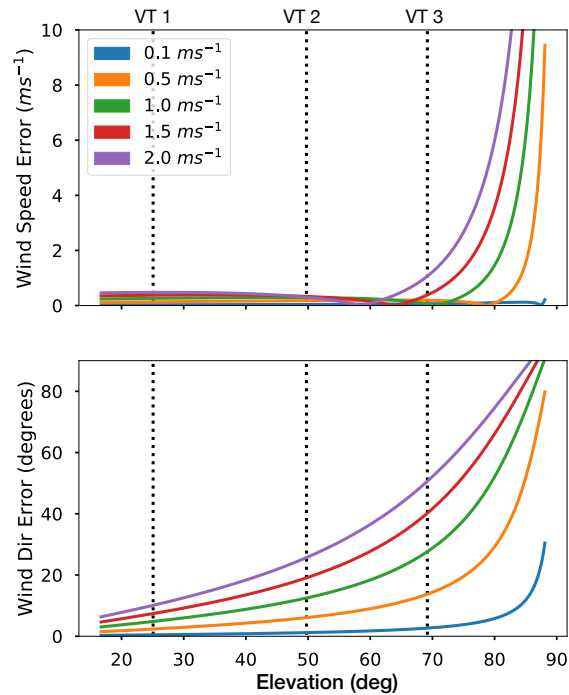 VT 1 VT 2 VT 3
10
8
6
4
2
0
Wind Speed Error (ms⁻¹)
0.1 ms⁻¹
0.5 ms⁻¹
1.0 ms⁻¹
1.5 ms⁻¹
2.0 ms⁻¹
80
60
40
20
0
Wind Dir Error (degrees)
20 30 40 50 60 70 80 90
Elevation (deg)